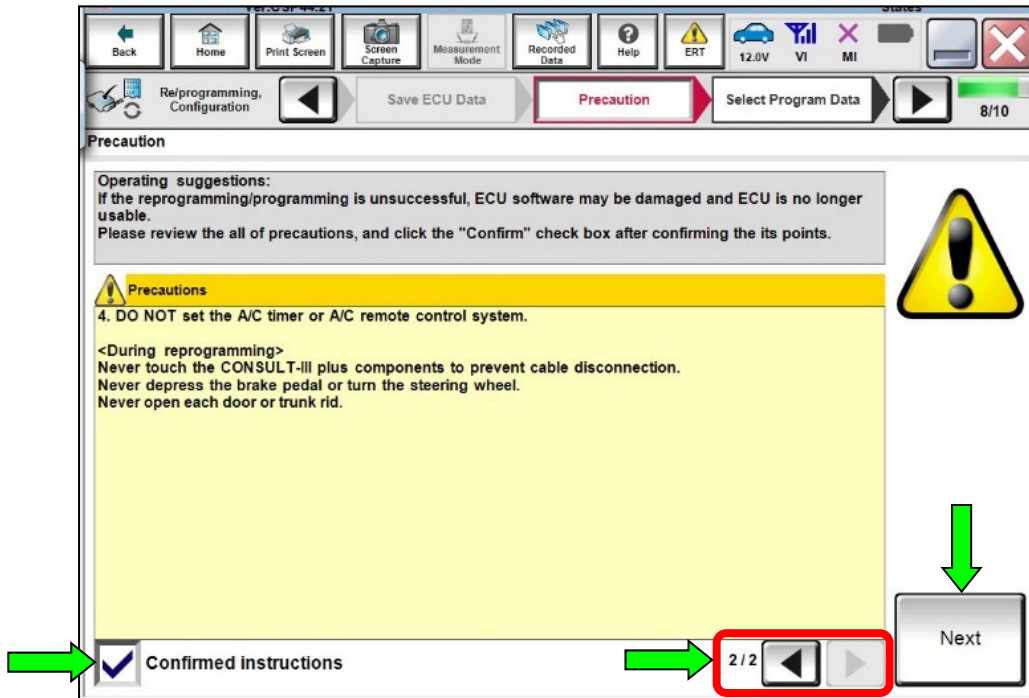 Back
Home
Print Screen
Screen
Capture
Measurement
Mode
Recorded
Data
Help
ERT
12.0V
VI
MI
Re/programming,
Configuration
Save ECU Data
Precaution
Select Program Data
8/10
Precaution
Operating suggestions:
If the reprogramming/programming is unsuccessful, ECU software may be damaged and ECU is no longer
usable.
Please review the all of precautions, and click the "Confirm" check box after confirming the its points.
Precautions
4. DO NOT set the A/C timer or A/C remote control system.
<During reprogramming>
Never touch the CONSULT-III plus components to prevent cable disconnection.
Never depress the brake pedal or turn the steering wheel.
Never open each door or trunk rid.
Confirmed instructions
2/2
Next